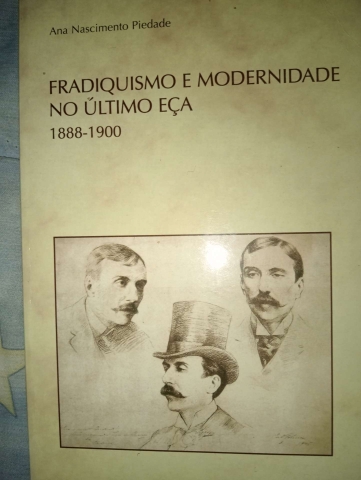 Ana Nascimento Piedade
FRADIQUISMO E MODERNIDADE
NO ÚLTIMO EÇA
1888-1900